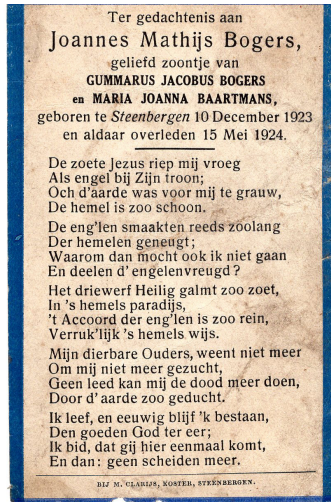 Ter gedachtenis aan
Joannes Mathijs Bogers,
geliefd zoontje van
GUMMARUS JACOBUS BOGERS
en MARIA JOANNA BAARTMANS,
geboren te Steenbergen 10 December 1923
en aldaar overleden 15 Mei 1924.
De zoete Jezus riep mij vroeg
Als engel bij Zijn troon;
Och d'aarde was voor mij te grauw,
De hemel is zoo schoon.
De eng'len smaakten reeds zoolang
Der hemelen geneugt;
Waarom dan mocht ook ik niet gaan
En deelen d'engelenvreugd?
Het driewerf Heilig galmt zoo zoet,
In 's hemels paradijs,
't Accoord der eng'len is zoo rein,
Verruk'lijk 's hemels wijs.
Mijn dierbare Ouders, weent niet meer
Om mij niet meer gezucht,
Geen leed kan mij de dood meer doen,
Door d'aarde zoo geducht.
Ik leef, en eeuwig blijf 'k bestaan,
Den goeden God ter eer;
Ik bid, dat gij hier eenmaal komt,
En dan: geen scheiden meer.
BIJ M. CLARIJS, KOSTER, STEENBERGEN.